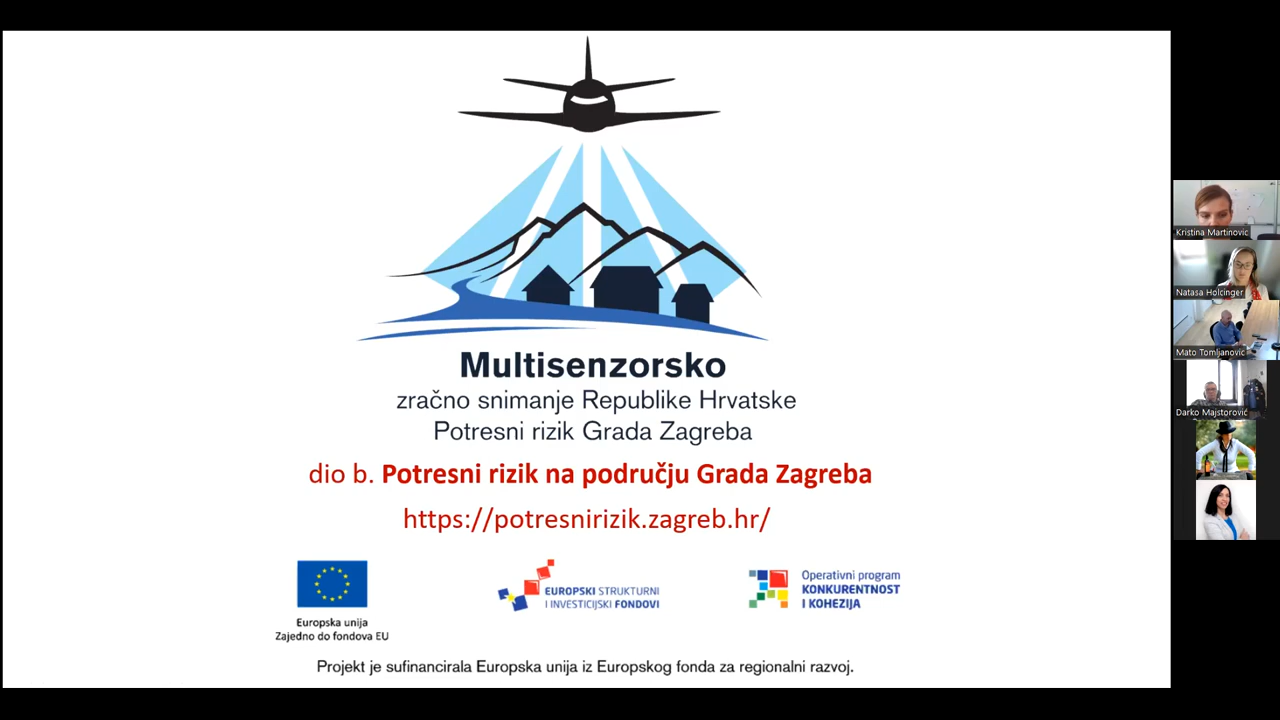 Multisenzorsko
zračno snimanje Republike Hrvatske
Potresni rizik Grada Zagreba
dio b. Potresni rizik na području Grada Zagreba
https://potresnirizik.zagreb.hr/
Europska unija
Zajedno do fondova EU
EUROPSKI STRUKTURNI
I INVESTICIJSKI FONDOVI
Operativni program
KONKURENTNOST
I KOHEZIJA
Projekt je sufinancirala Europska unija iz Europskog fonda za regionalni razvoj.
Kristina Martinovic
Natasa Holcinger
Mato Tomljanovic
Darko Majstorović